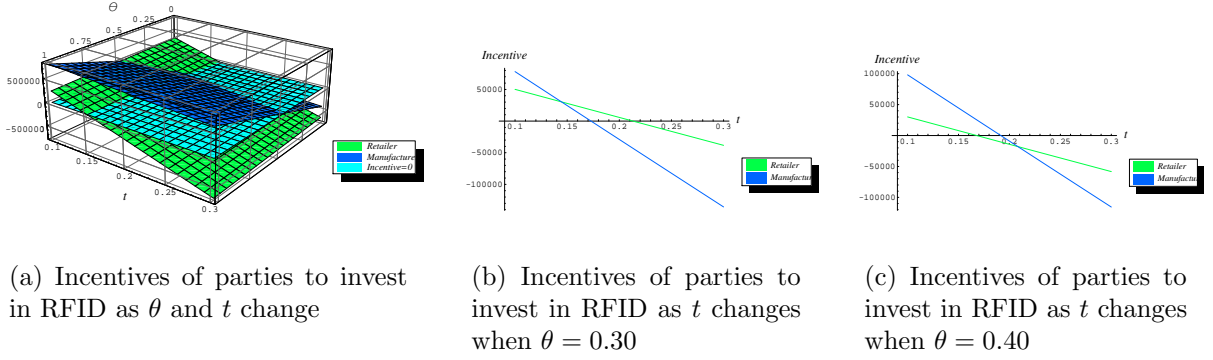 θ
0
0.25
0.5
0.75
1
500000
0
-500000
0.1
0.15
0.2
0.25
0.3
t
Retailer
Manufacture
Incentive=0
(a) Incentives of parties to invest
in RFID as θ and t change
Incentive
50000
-50000
-100000
0.1 0.15 0.2 0.25 0.3
t
Retailer
Manufactu
(b) Incentives of parties to
invest in RFID as t changes
when θ = 0.30
Incentive
100000
50000
-50000
-100000
0.1 0.15 0.2 0.25 0.3
t
Retailer
Manufactu
(c) Incentives of parties to
invest in RFID as t changes
when θ = 0.40